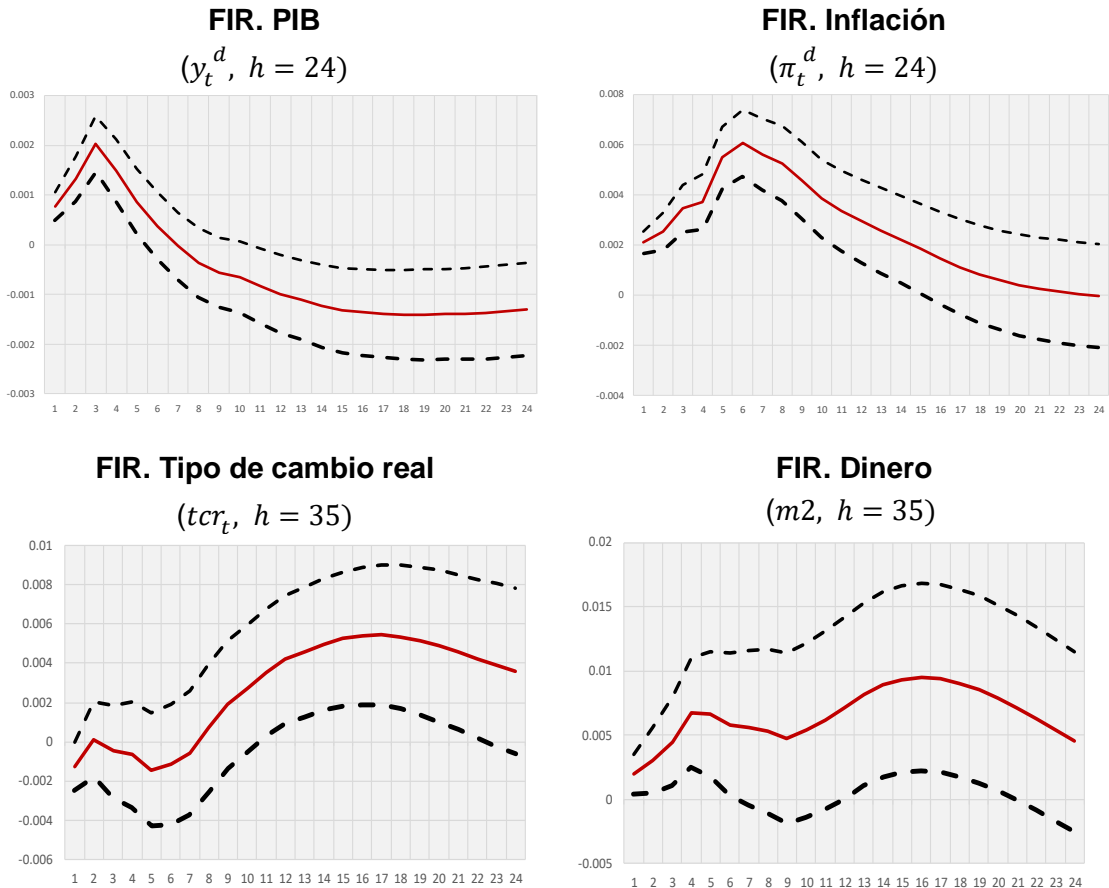 FIR. PIB
(y_t^d, h = 24)
0.003
0.002
0.001
0
-0.001
-0.002
-0.003
1 2 3 4 5 6 7 8 9 10 11 12 13 14 15 16 17 18 19 20 21 22 23 24
FIR. Inflación
(π_t^d, h = 24)
0.008
0.006
0.004
0.002
0
-0.002
-0.004
1 2 3 4 5 6 7 8 9 10 11 12 13 14 15 16 17 18 19 20 21 22 23 24
FIR. Tipo de cambio real
(tcr_t, h = 35)
0.01
0.008
0.006
0.004
0.002
0
-0.002
-0.004
-0.006
1 2 3 4 5 6 7 8 9 10 11 12 13 14 15 16 17 18 19 20 21 22 23 24
FIR. Dinero
(m2, h = 35)
0.02
0.015
0.01
0.005
0
-0.005
1 2 3 4 5 6 7 8 9 10 11 12 13 14 15 16 17 18 19 20 21 22 23 24